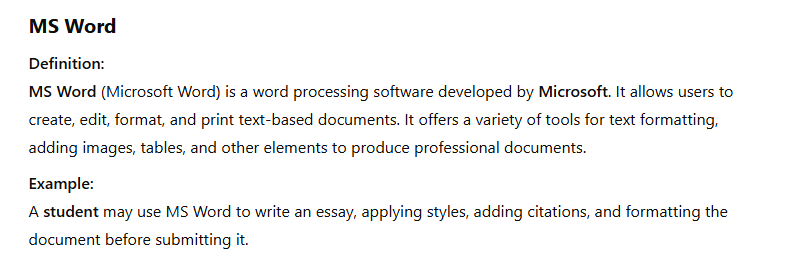 MS Word
Definition:
MS Word (Microsoft Word) is a word processing software developed by Microsoft. It allows users to
create, edit, format, and print text-based documents. It offers a variety of tools for text formatting,
adding images, tables, and other elements to produce professional documents.
Example:
A student may use MS Word to write an essay, applying styles, adding citations, and formatting the
document before submitting it.